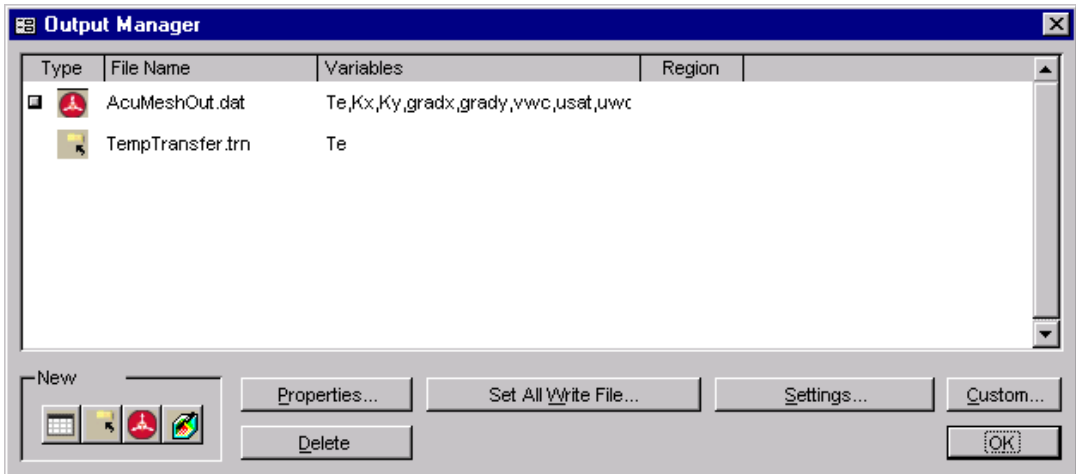 Output Manager
Type File Name Variables Region
AcuMeshOut.dat Te,Kx,Ky,gradx,grady,vwc,usat,uwc
TempTransfer.trn Te
New
Properties... Set All Write File... Settings... Custom...
Delete OK